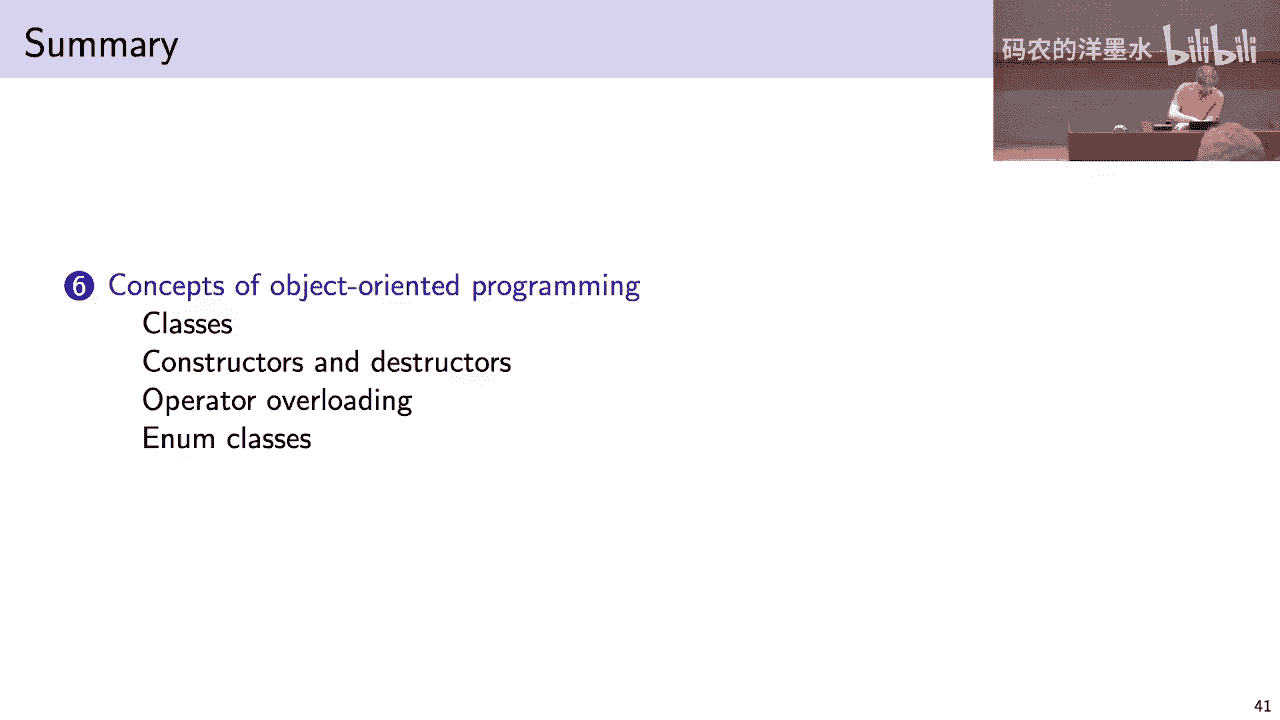 Summary
码农的洋墨水 bilibili
6 Concepts of object-oriented programming
Classes
Constructors and destructors
Operator overloading
Enum classes
41